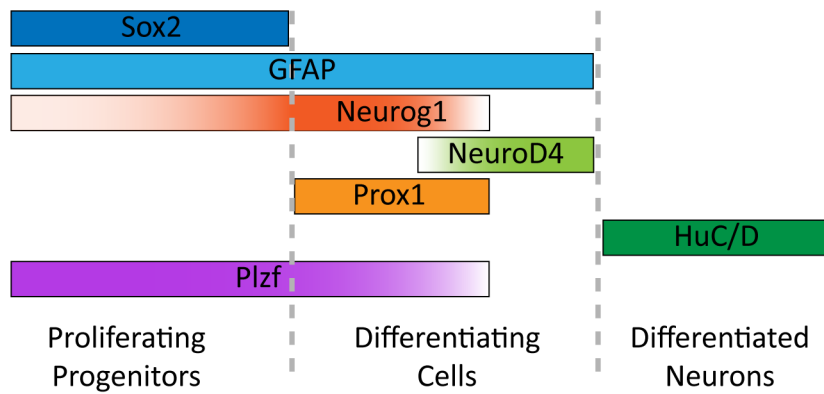 Sox2
GFAP
Neurog1
NeuroD4
Prox1
HuC/D
Plzf
Proliferating
Progenitors
Differentiating
Cells
Differentiated
Neurons